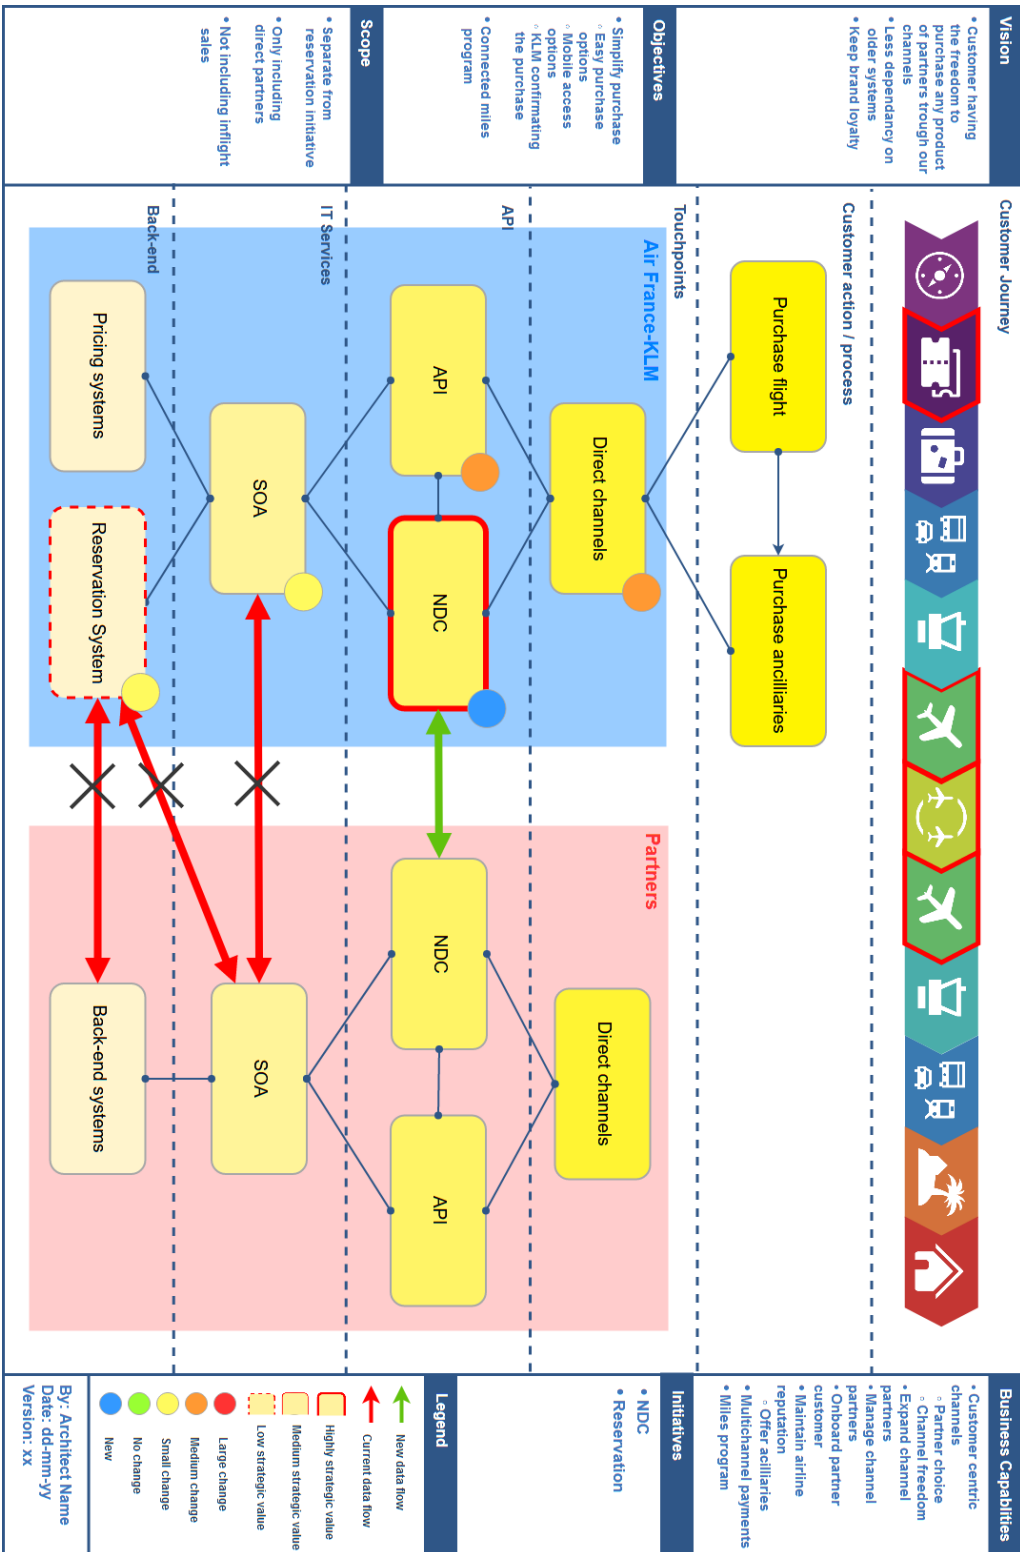 Vision
• Customer having
the freedom to
purchase any product
of partners trough our
channels
• Less dependancy on
older systems
• Keep brand loyalty
Objectives
• Simplify purchase
◦ Easy purchase
options
◦ Mobile access
options
◦ KLM confirmating
the purchase
• Connected miles
program
Scope
• Separate from
reservation initiative
• Only including
direct partners
• Not including inflight
sales
Customer Journey
Customer action / process
Purchase flight
Purchase ancilliaries
Touchpoints
Air France-KLM
Partners
Direct channels
Direct channels
API
API
NDC
NDC
API
IT Services
SOA
SOA
Back-end
Pricing systems
Reservation System
Back-end systems
Business Capablities
• Customer centric
channels
◦ Partner choice
◦ Channel freedom
• Expand channel
partners
• Manage channel
partners
• Onboard partner
customer
• Maintain airline
reputation
◦ Offer acilliaries
• Multichannel payments
• Miles program
Initiatives
• NDC
• Reservation
Legend
New data flow
Current data flow
Highly strategic value
Medium strategic value
Low strategic value
Large change
Medium change
Small change
No change
New
By: Architect Name
Date: dd-mm-yy
Version: xx